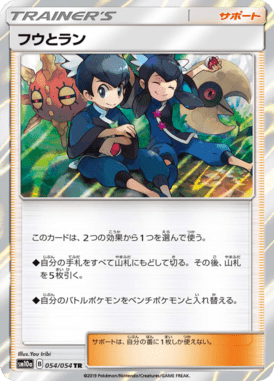 TRAINER'S
サポート
フウとラン
このカードは、2つの効果から1つを選んで使う。
◆自分の手札をすべて山札にもどして切る。その後、山札
を5枚引く。
◆自分のバトルポケモンをベンチポケモンと入れ替える。
Illus. You Iribi
サポートは、自分の番に1枚しか使えない。
sm10a 054/054 TR
©2019 Pokémon/Nintendo/Creatures/GAME FREAK.